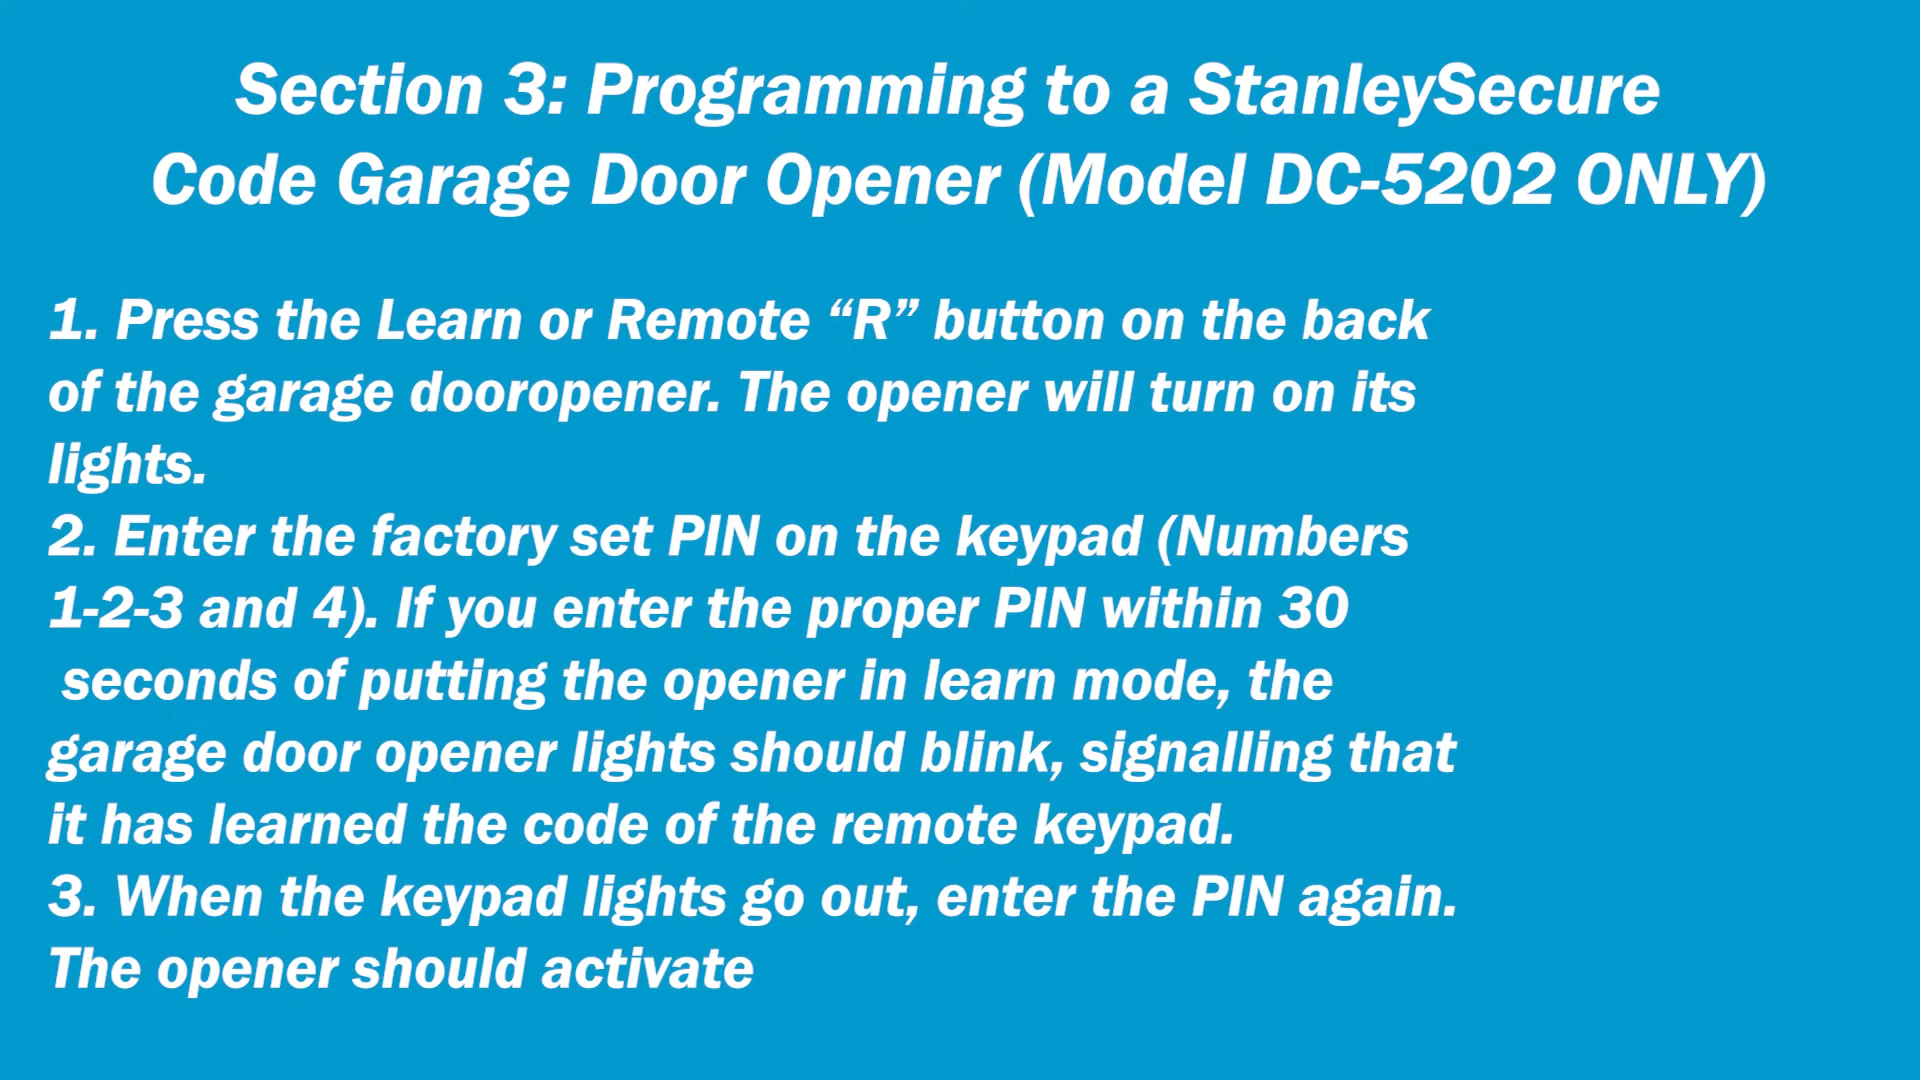 Section 3: Programming to a StanleySecure
Code Garage Door Opener (Model DC-5202 ONLY)
1. Press the Learn or Remote “R” button on the back
of the garage dooropener. The opener will turn on its
lights.
2. Enter the factory set PIN on the keypad (Numbers
1-2-3 and 4). If you enter the proper PIN within 30
seconds of putting the opener in learn mode, the
garage door opener lights should blink, signalling that
it has learned the code of the remote keypad.
3. When the keypad lights go out, enter the PIN again.
The opener should activate